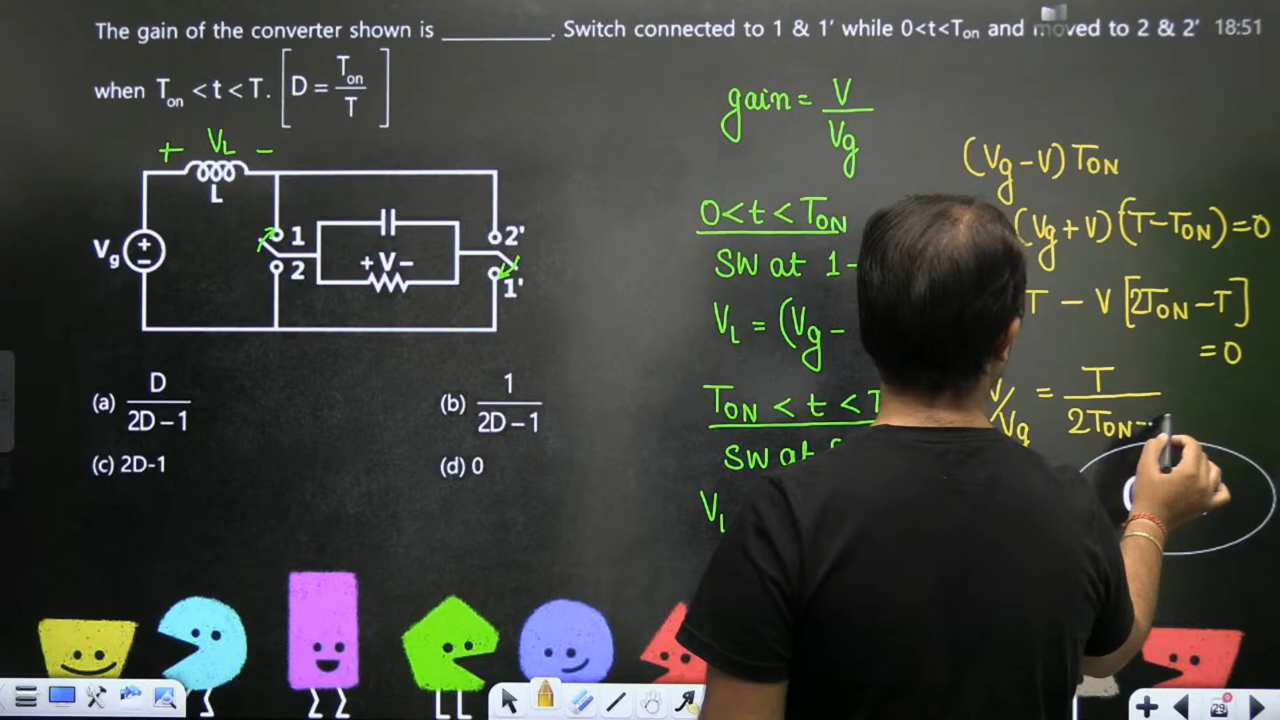 The gain of the converter shown is __________. Switch connected to 1 & 1' while 0<t<Ton and moved to 2 & 2' 18:51
when Ton < t < T. [D = Ton/T]
+ VL -
L
Vg
+
-
1
2
+ V -
2'
1'
(a) D/(2D – 1)
(b) 1/(2D – 1)
(c) 2D-1
(d) 0
gain = V/Vg
0 < t < TON
SW at 1-
VL = (Vg -
TON < t < T
SW at
VL
(Vg - V) TON
(Vg + V) (T - TON) = 0
T - V [2TON - T]
= 0
V/Vg = T/2TON-
29